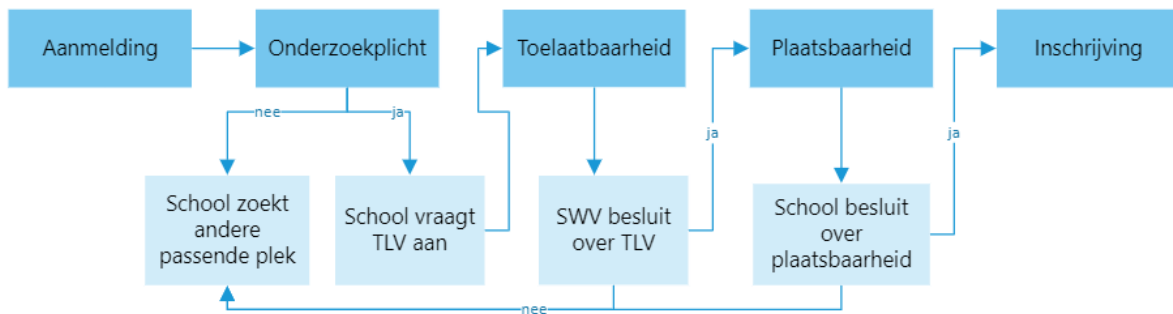 Aanmelding
Onderzoekplicht
Toelaatbaarheid
Plaatsbaarheid
Inschrijving
nee
ja
ja
ja
School zoekt
andere
passende plek
School vraagt
TLV aan
SWV besluit
over TLV
School besluit
over
plaatsbaarheid
nee